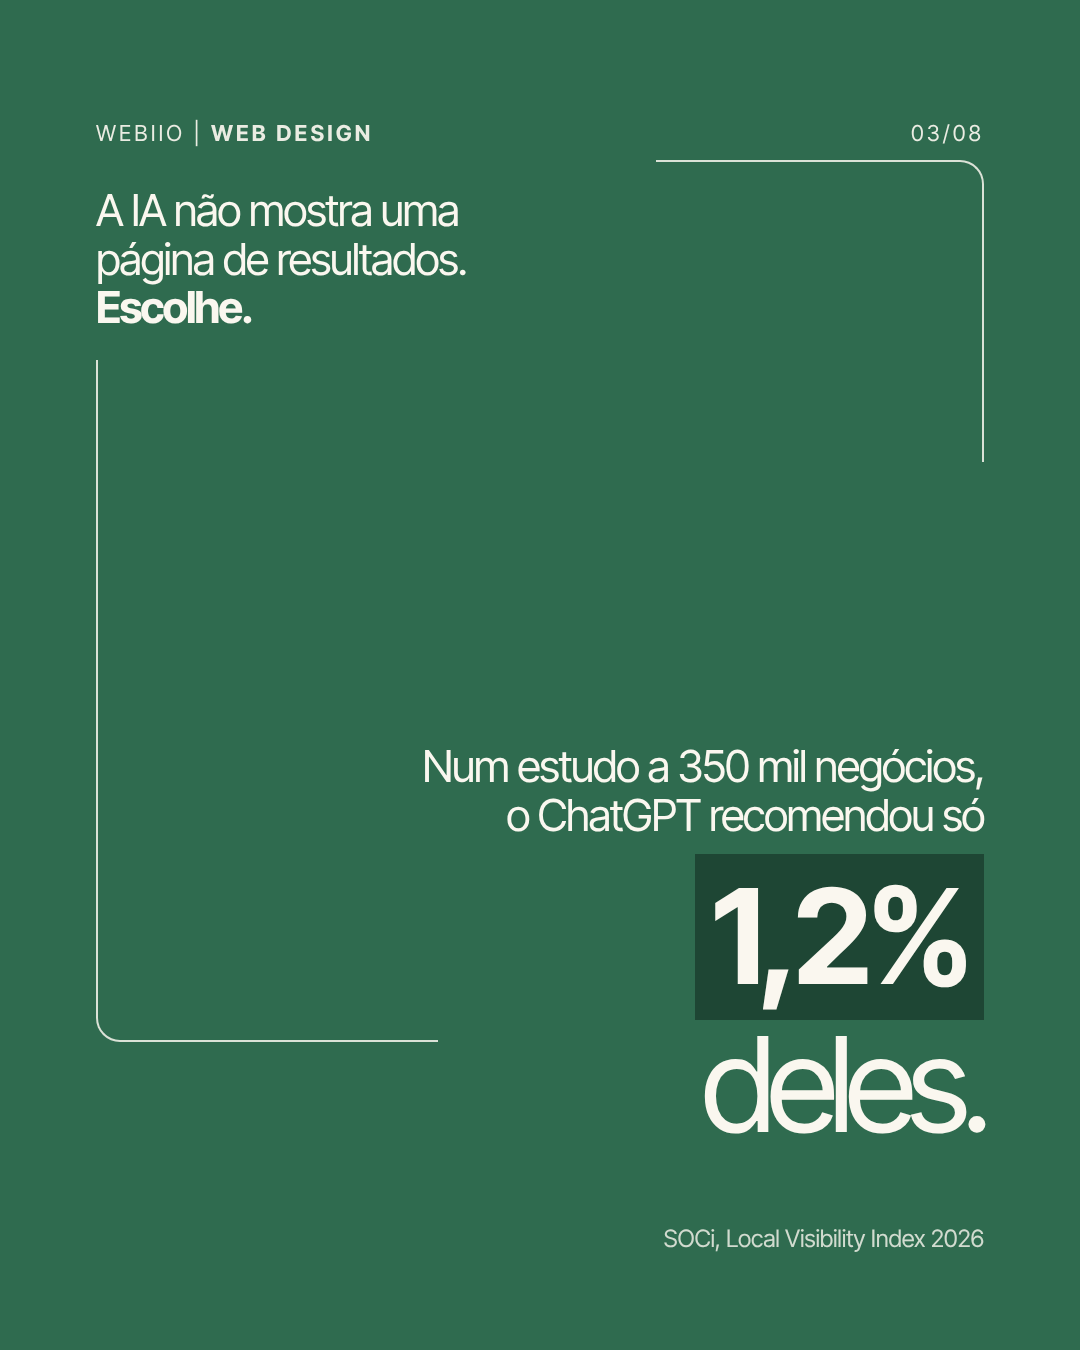 WEBIIO | WEB DESIGN
03/08
A IA não mostra uma
página de resultados.
Escolhe.
Num estudo a 350 mil negócios,
o ChatGPT recomendou só
1,2%
deles.
SOCi, Local Visibility Index 2026